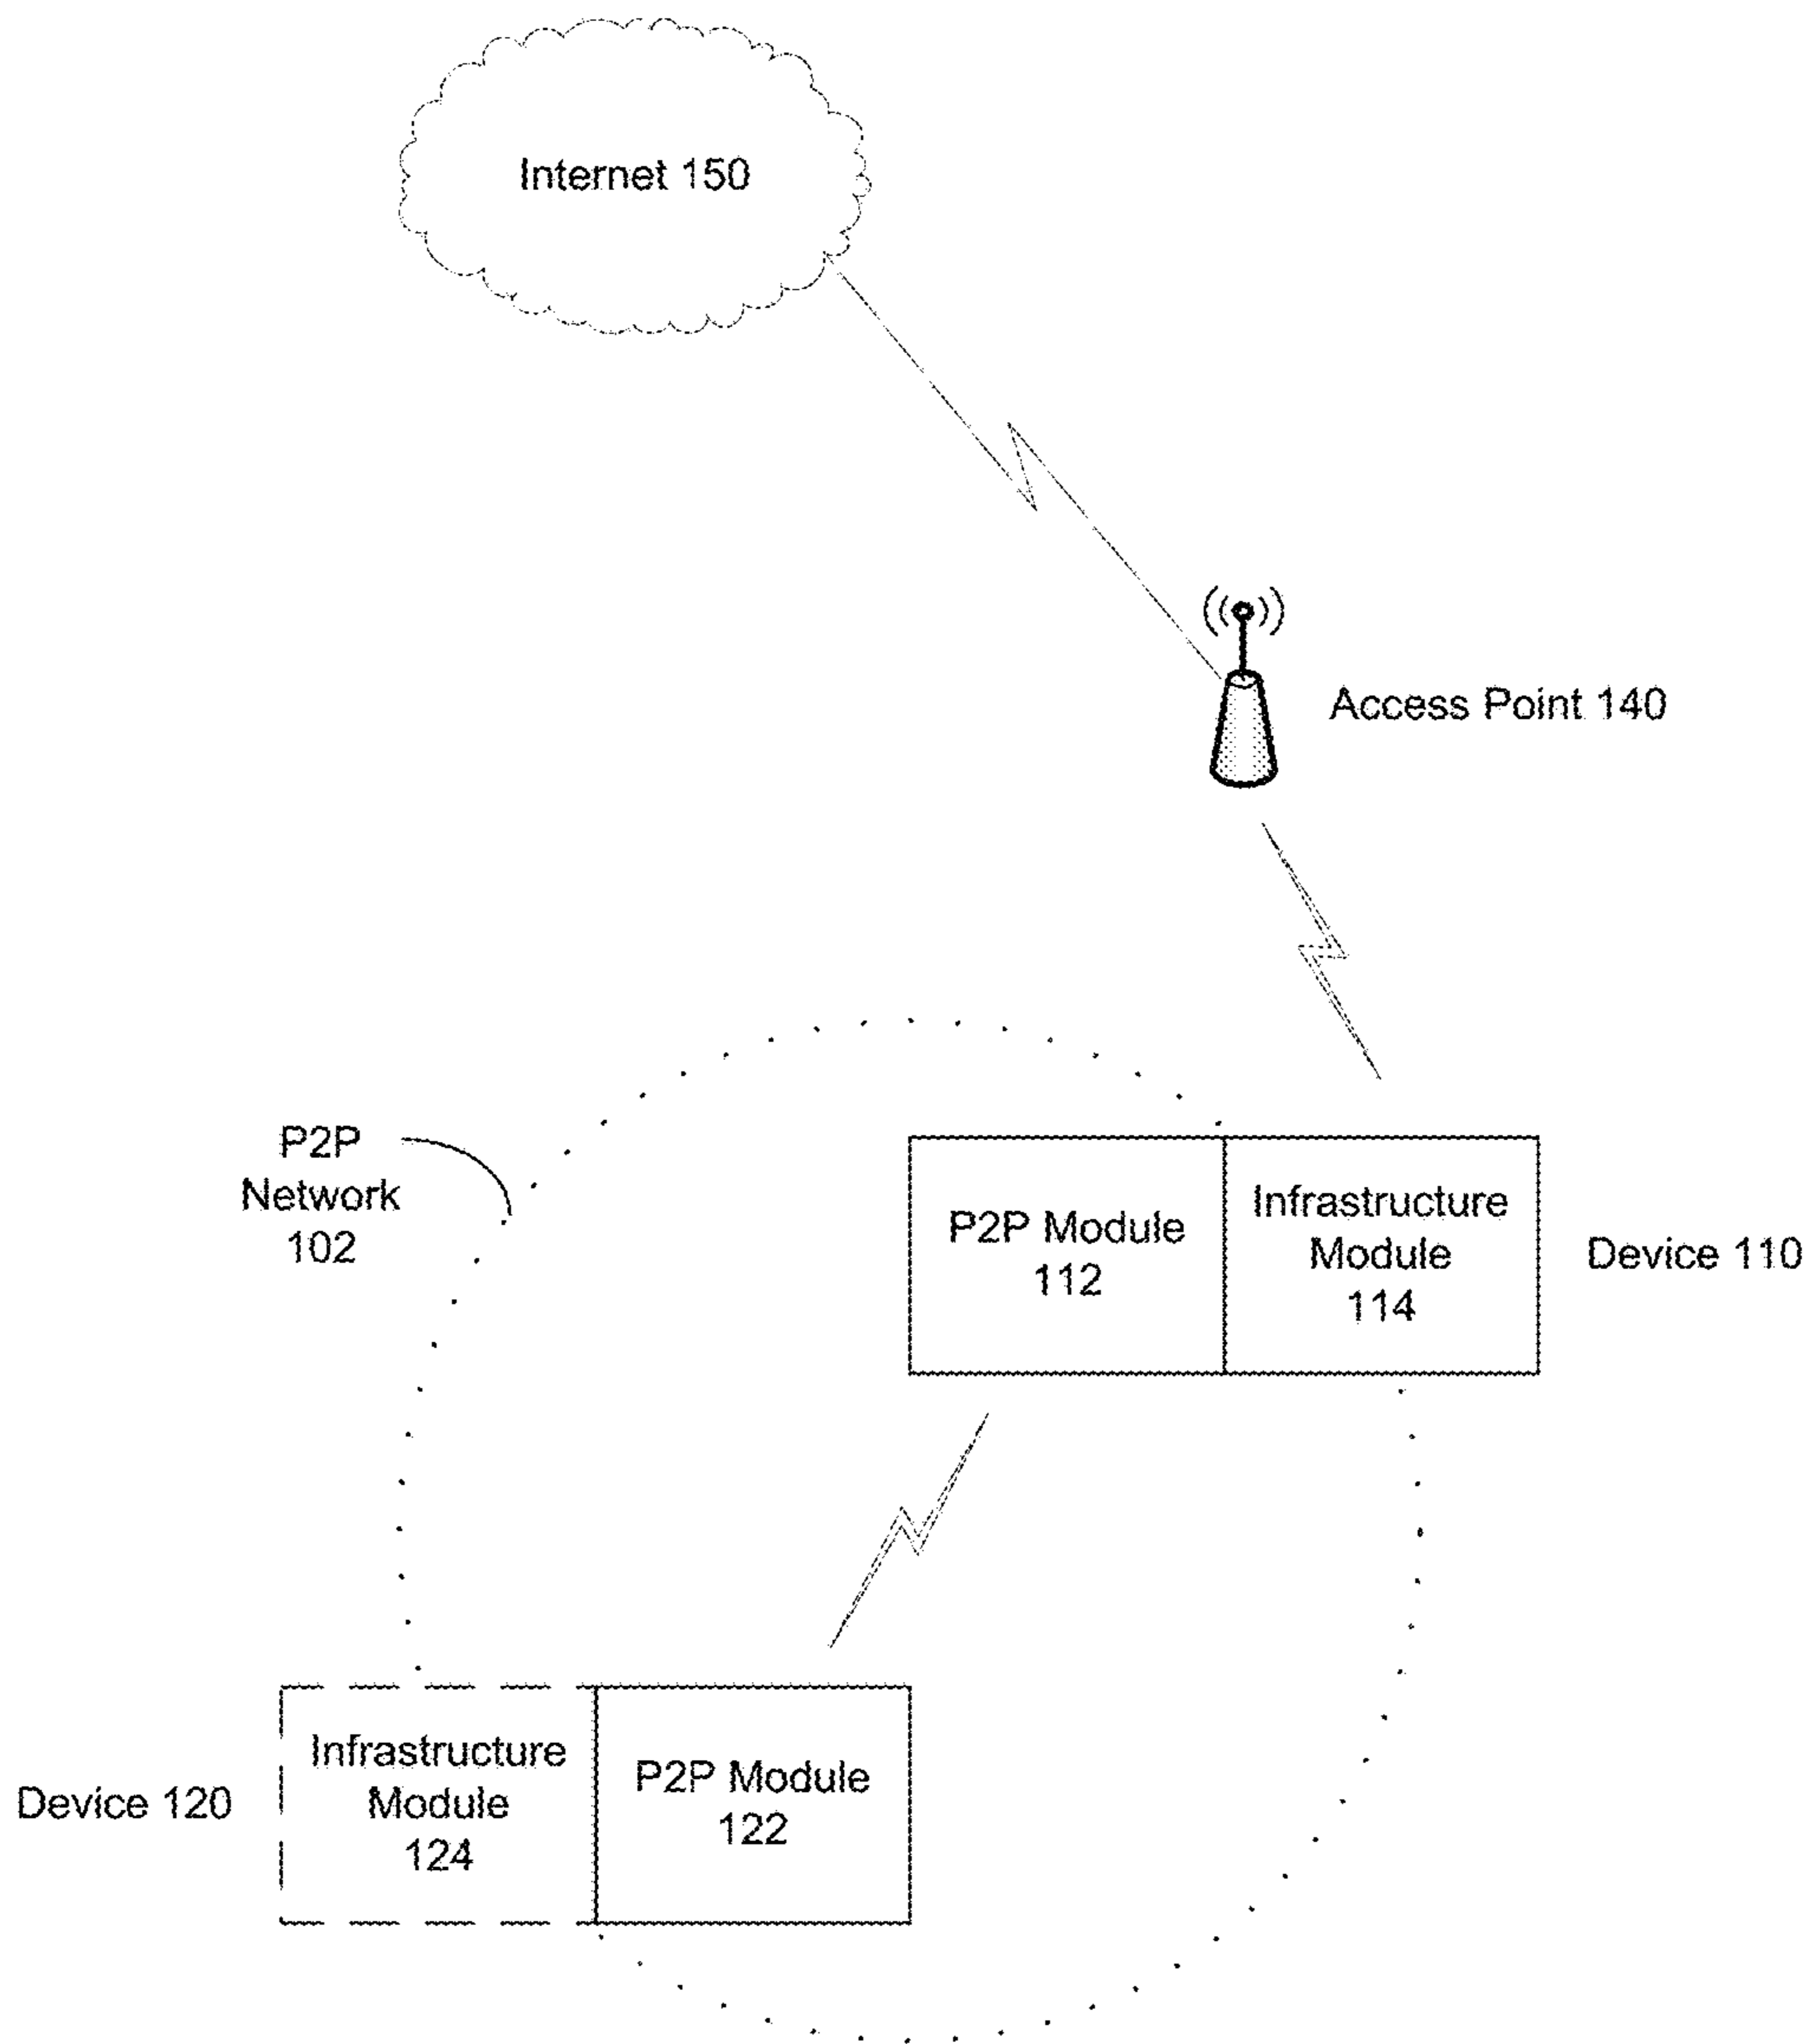 Internet 150
Access Point 140
P2P
Network
102
P2P Module
112
Infrastructure
Module
114
Device 110
Device 120
Infrastructure
Module
124
P2P Module
122